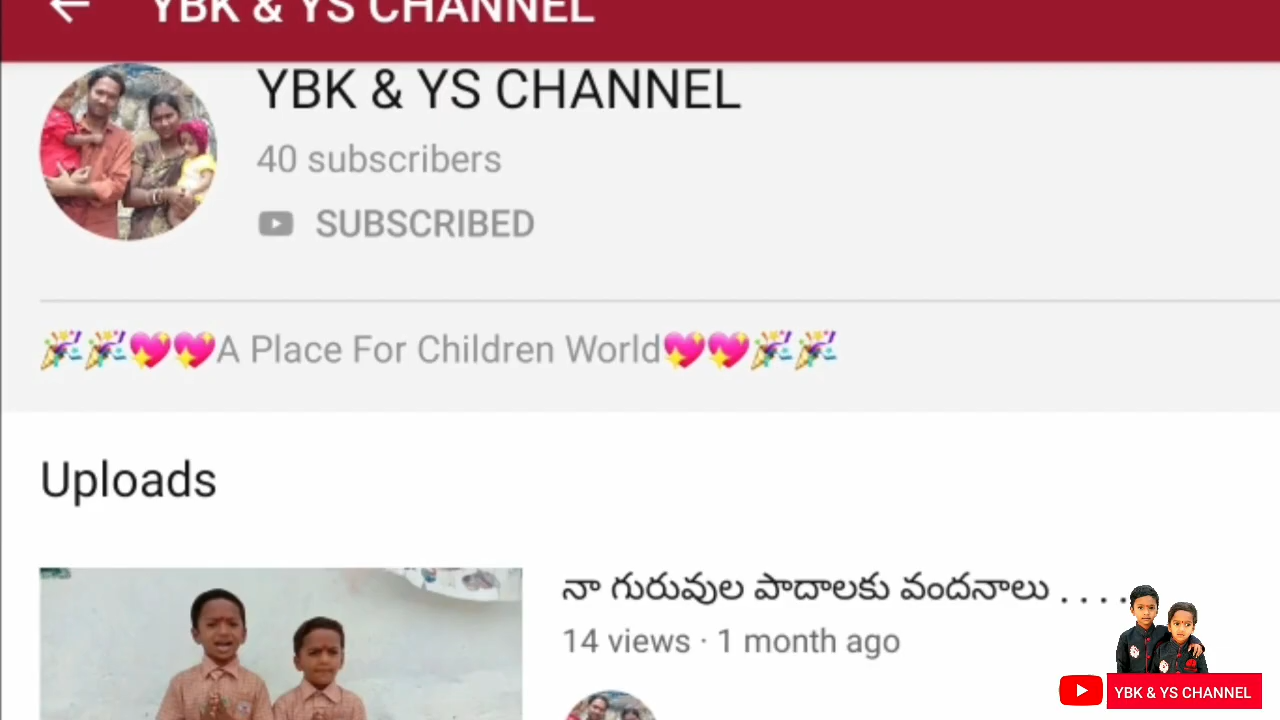 YBK & YS CHANNEL
YBK & YS CHANNEL
40 subscribers
SUBSCRIBED
🎉🎉💖💖A Place For Children World💖💖🎉🎉
Uploads
నా గురువుల పాదాలకు వందనాలు . . . .
14 views · 1 month ago
YBK & YS CHANNEL